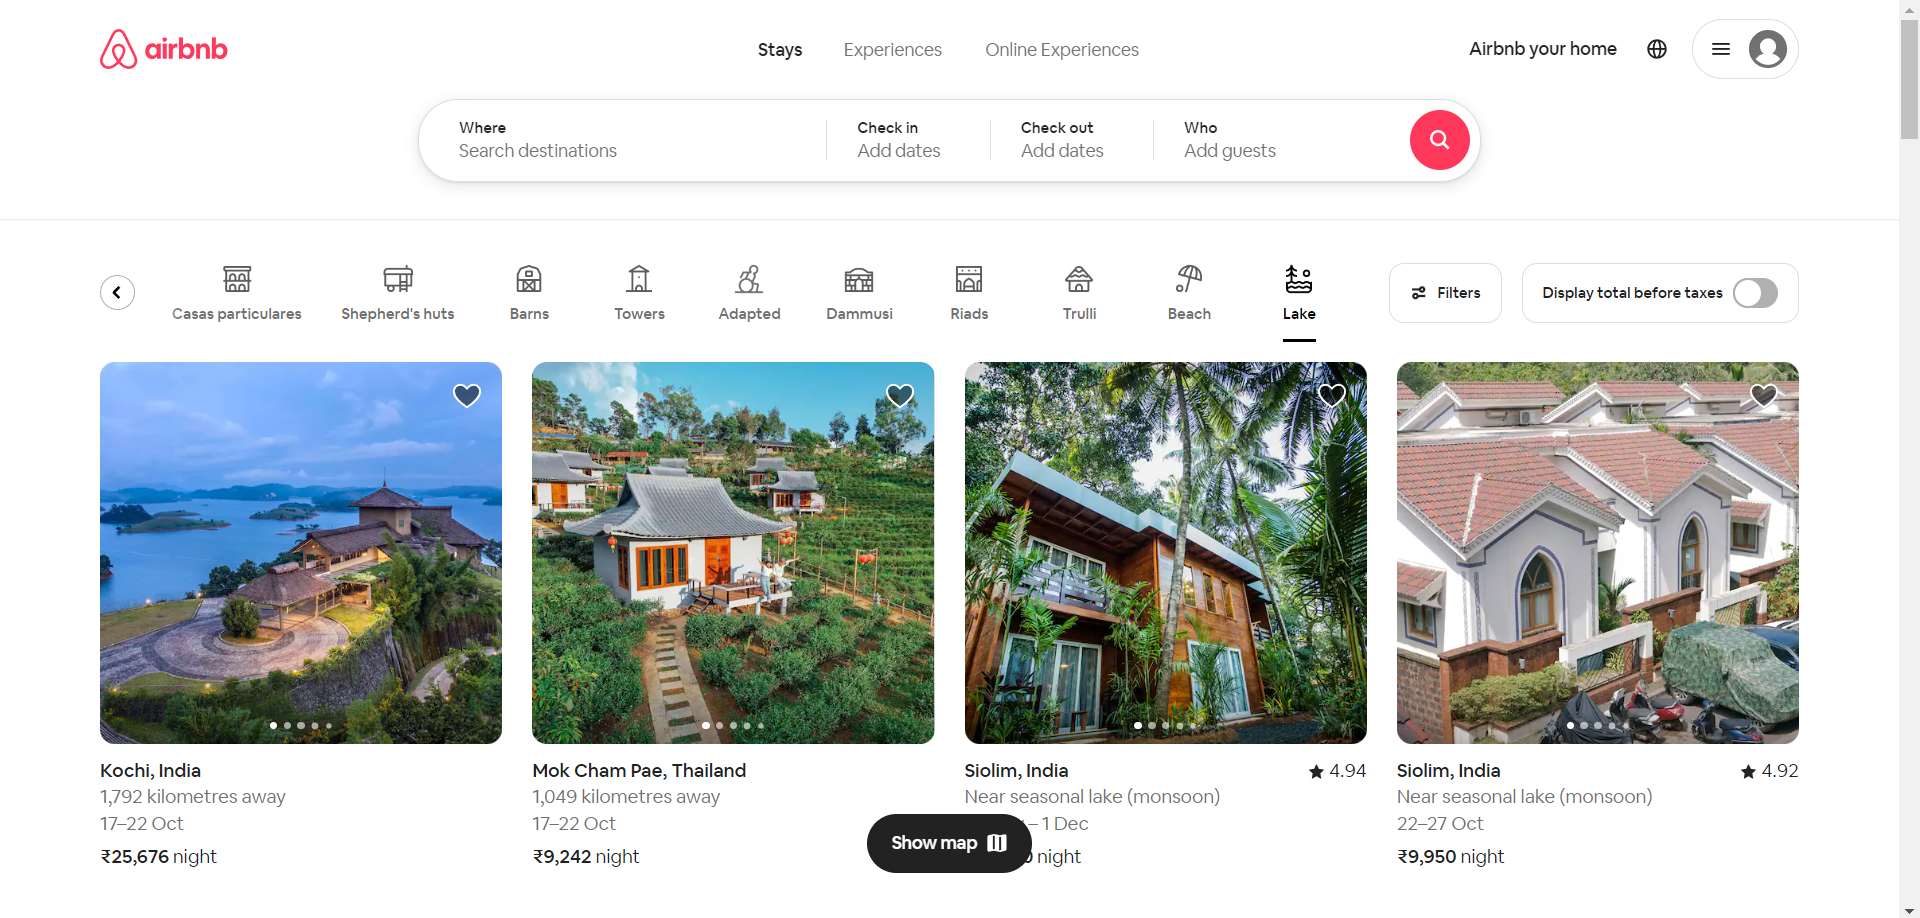 airbnb
Stays
Experiences
Online Experiences
Airbnb your home
Where
Search destinations
Check in
Add dates
Check out
Add dates
Who
Add guests
Casas particulares
Shepherd's huts
Barns
Towers
Adapted
Dammusi
Riads
Trulli
Beach
Lake
Filters
Display total before taxes
Kochi, India
1,792 kilometres away
17–22 Oct
₹25,676 night
Mok Cham Pae, Thailand
1,049 kilometres away
17–22 Oct
₹9,242 night
Siolim, India
4.94
Near seasonal lake (monsoon)
– 1 Dec
night
Siolim, India
4.92
Near seasonal lake (monsoon)
22–27 Oct
₹9,950 night
Show map